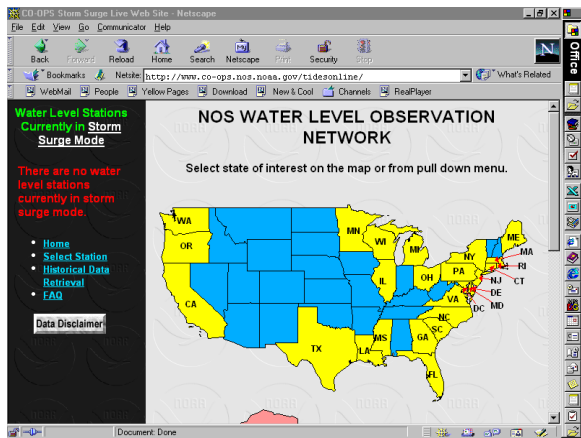 CO-OPS Storm Surge Live Web Site - Netscape
File Edit View Go Communicator Help
Back Forward Reload Home Search Netscape Print Security Stop
Bookmarks Netsite: http://www.co-ops.nos.noaa.gov/tidesonline/ What's Related
WebMail People Yellow Pages Download New & Cool Channels RealPlayer
Office
Water Level Stations
Currently in Storm
Surge Mode
There are no water
level stations
currently in storm
surge mode.
Home
Select Station
Historical Data
Retrieval
FAQ
Data Disclaimer
NOS WATER LEVEL OBSERVATION
NETWORK
Select state of interest on the map or from pull down menu.
WA
OR
CA
TX
MN
WI
MI
IL
OH
NY
PA
ME
MA
RI
CT
NJ
DE
MD
DC
VA
NC
SC
GA
MS
LA
FL
Document: Done